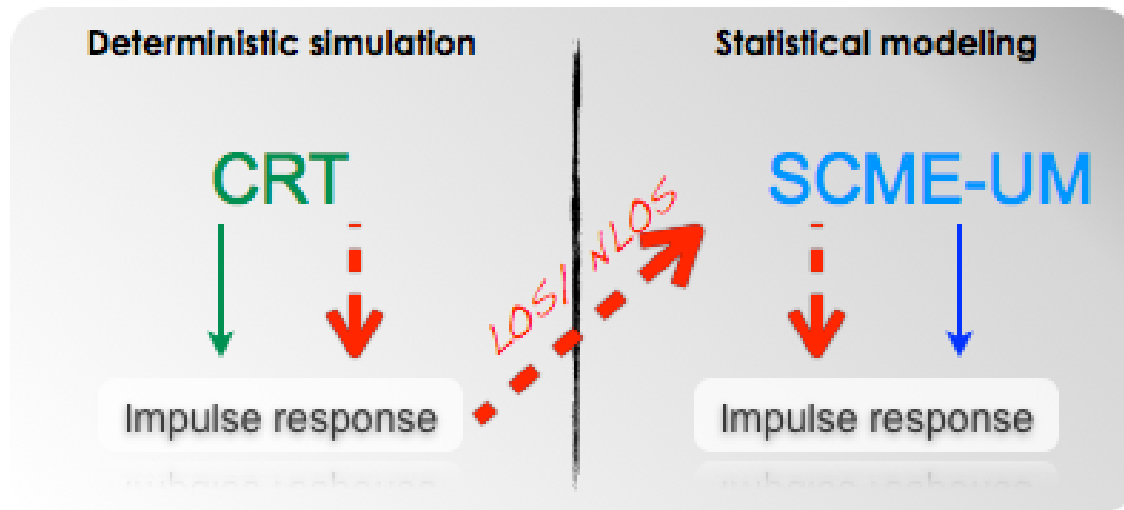 Deterministic simulation
Statistical modeling
CRT
SCME-UM
LOS/ NLOS
Impulse response
Impulse response